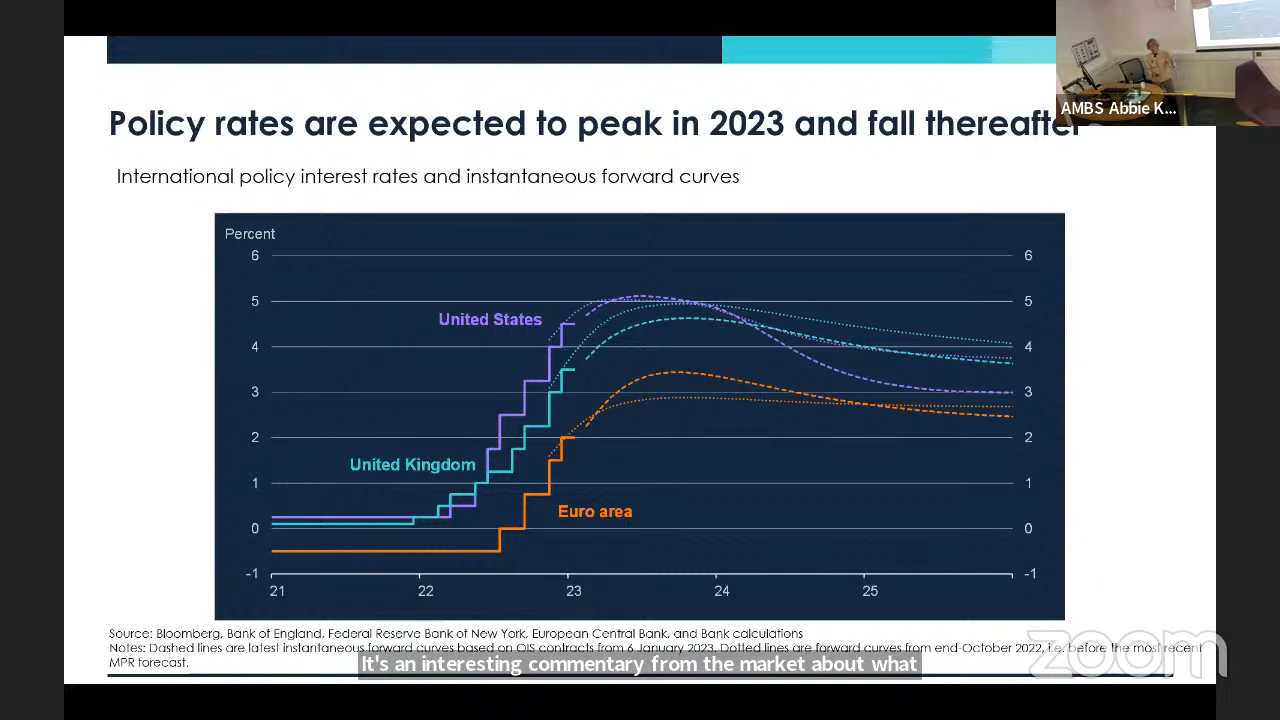 AMBS Abbie K...
Policy rates are expected to peak in 2023 and fall thereafter
International policy interest rates and instantaneous forward curves
Percent
6 6
5 5
United States
4 4
3 3
2 2
United Kingdom
1 1
Euro area
0 0
-1 -1
21 22 23 24 25
Source: Bloomberg, Bank of England, Federal Reserve Bank of New York, European Central Bank, and Bank calculations
Notes: Dashed lines are latest instantaneous forward curves based on OIS contracts from 6 January 2023. Dotted lines are forward curves from end-October 2022, i.e. before the most recent
MPR forecast.
It's an interesting commentary from the market about what
zoom